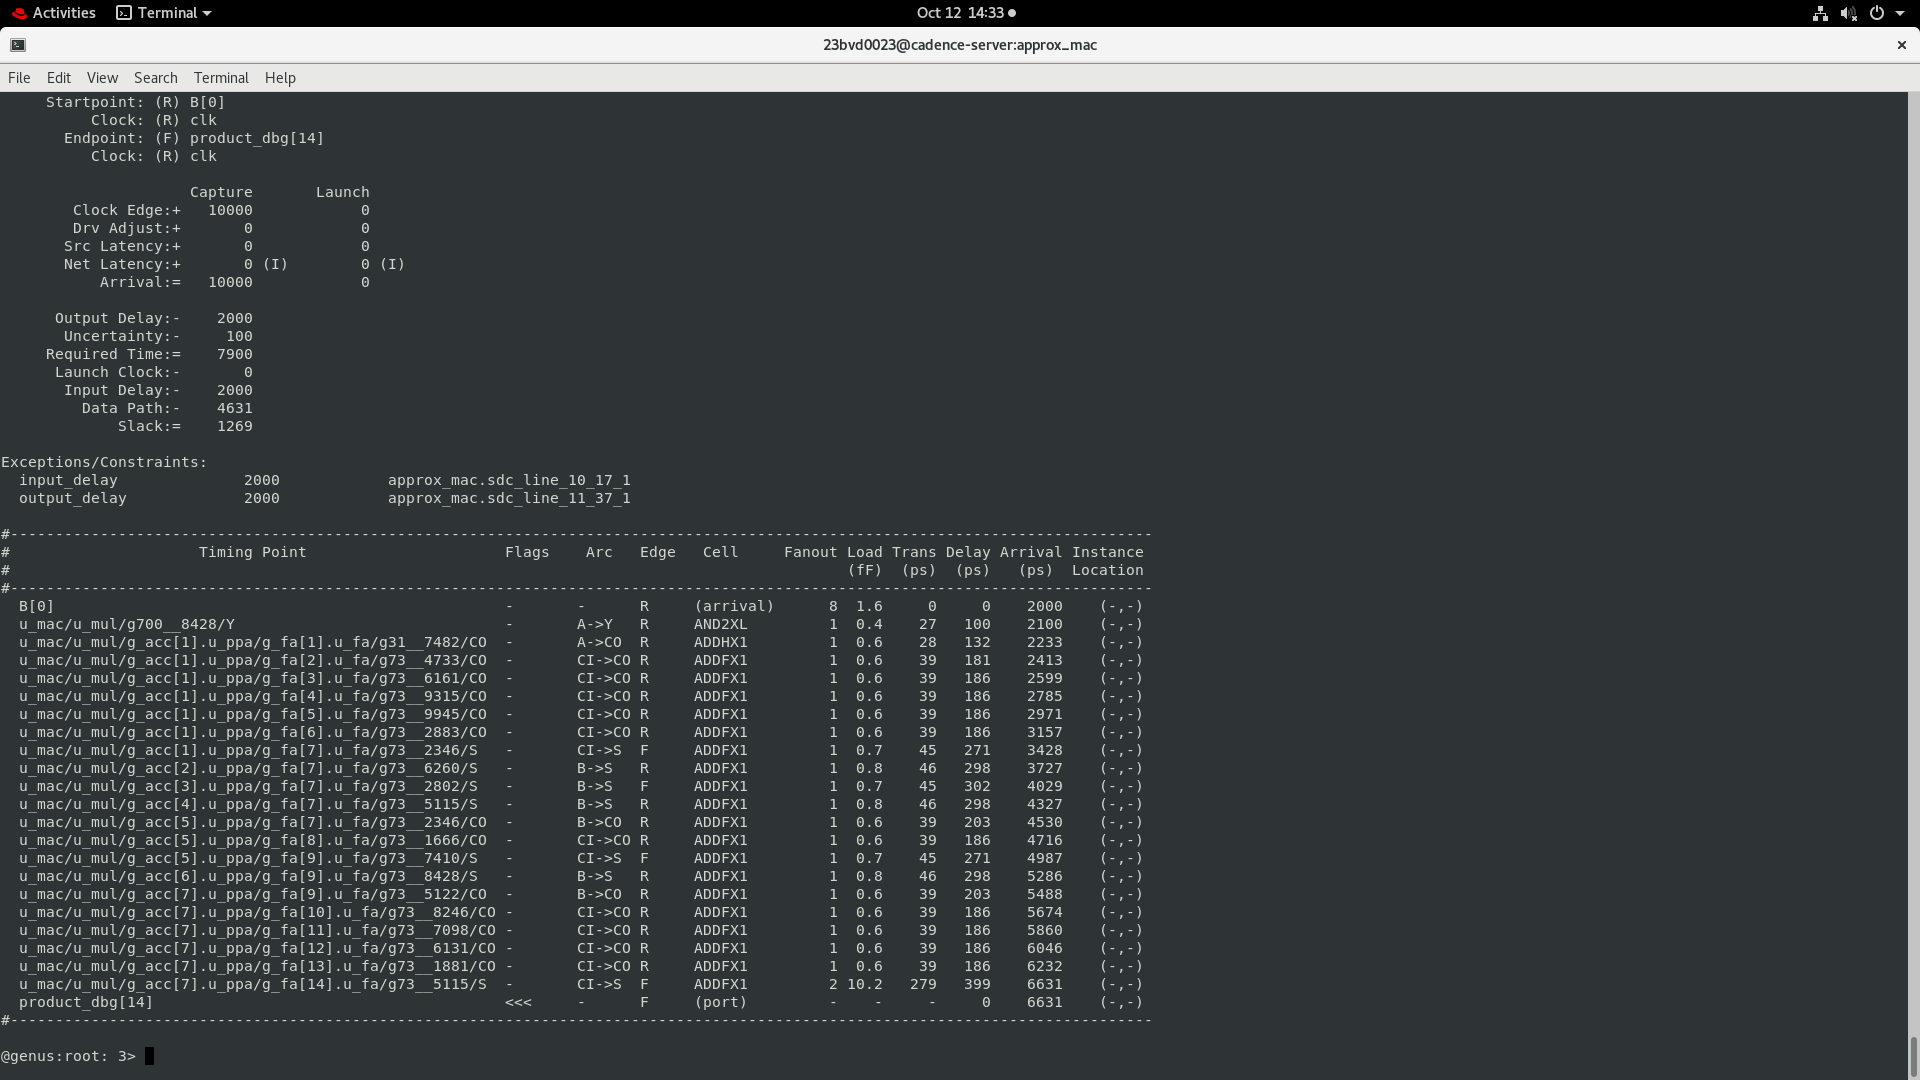 Activities Terminal Oct 12 14:33
23bvd0023@cadence-server:approx_mac
File Edit View Search Terminal Help
Startpoint: (R) B[0]
Clock: (R) clk
Endpoint: (F) product_dbg[14]
Clock: (R) clk
Capture Launch
Clock Edge:+ 10000 0
Drv Adjust:+ 0 0
Src Latency:+ 0 0
Net Latency:+ 0 (I) 0 (I)
Arrival:= 10000 0
Output Delay:- 2000
Uncertainty:- 100
Required Time:= 7900
Launch Clock:- 0
Input Delay:- 2000
Data Path:- 4631
Slack:= 1269
Exceptions/Constraints:
input_delay 2000 approx_mac.sdc_line_10_17_1
output_delay 2000 approx_mac.sdc_line_11_37_1
#-------------------------------------------------------------------------------------------------------------------------------
# Timing Point Flags Arc Edge Cell Fanout Load Trans Delay Arrival Instance
# (fF) (ps) (ps) (ps) Location
#-------------------------------------------------------------------------------------------------------------------------------
B[0] - - R (arrival) 8 1.6 0 0 2000 (-,-)
u_mac/u_mul/g700__8428/Y - A->Y R AND2XL 1 0.4 27 100 2100 (-,-)
u_mac/u_mul/g_acc[1].u_ppa/g_fa[1].u_fa/g31__7482/CO - A->CO R ADDHX1 1 0.6 28 132 2233 (-,-)
u_mac/u_mul/g_acc[1].u_ppa/g_fa[2].u_fa/g73__4733/CO - CI->CO R ADDFX1 1 0.6 39 181 2413 (-,-)
u_mac/u_mul/g_acc[1].u_ppa/g_fa[3].u_fa/g73__6161/CO - CI->CO R ADDFX1 1 0.6 39 186 2599 (-,-)
u_mac/u_mul/g_acc[1].u_ppa/g_fa[4].u_fa/g73__9315/CO - CI->CO R ADDFX1 1 0.6 39 186 2785 (-,-)
u_mac/u_mul/g_acc[1].u_ppa/g_fa[5].u_fa/g73__9945/CO - CI->CO R ADDFX1 1 0.6 39 186 2971 (-,-)
u_mac/u_mul/g_acc[1].u_ppa/g_fa[6].u_fa/g73__2883/CO - CI->CO R ADDFX1 1 0.6 39 186 3157 (-,-)
u_mac/u_mul/g_acc[1].u_ppa/g_fa[7].u_fa/g73__2346/S - CI->S F ADDFX1 1 0.7 45 271 3428 (-,-)
u_mac/u_mul/g_acc[2].u_ppa/g_fa[7].u_fa/g73__6260/S - B->S R ADDFX1 1 0.8 46 298 3727 (-,-)
u_mac/u_mul/g_acc[3].u_ppa/g_fa[7].u_fa/g73__2802/S - B->S F ADDFX1 1 0.7 45 302 4029 (-,-)
u_mac/u_mul/g_acc[4].u_ppa/g_fa[7].u_fa/g73__5115/S - B->S R ADDFX1 1 0.8 46 298 4327 (-,-)
u_mac/u_mul/g_acc[5].u_ppa/g_fa[7].u_fa/g73__2346/CO - B->CO R ADDFX1 1 0.6 39 203 4530 (-,-)
u_mac/u_mul/g_acc[5].u_ppa/g_fa[8].u_fa/g73__1666/CO - CI->CO R ADDFX1 1 0.6 39 186 4716 (-,-)
u_mac/u_mul/g_acc[5].u_ppa/g_fa[9].u_fa/g73__7410/S - CI->S F ADDFX1 1 0.7 45 271 4987 (-,-)
u_mac/u_mul/g_acc[6].u_ppa/g_fa[9].u_fa/g73__8428/S - B->S R ADDFX1 1 0.8 46 298 5286 (-,-)
u_mac/u_mul/g_acc[7].u_ppa/g_fa[9].u_fa/g73__5122/CO - B->CO R ADDFX1 1 0.6 39 203 5488 (-,-)
u_mac/u_mul/g_acc[7].u_ppa/g_fa[10].u_fa/g73__8246/CO - CI->CO R ADDFX1 1 0.6 39 186 5674 (-,-)
u_mac/u_mul/g_acc[7].u_ppa/g_fa[11].u_fa/g73__7098/CO - CI->CO R ADDFX1 1 0.6 39 186 5860 (-,-)
u_mac/u_mul/g_acc[7].u_ppa/g_fa[12].u_fa/g73__6131/CO - CI->CO R ADDFX1 1 0.6 39 186 6046 (-,-)
u_mac/u_mul/g_acc[7].u_ppa/g_fa[13].u_fa/g73__1881/CO - CI->CO R ADDFX1 1 0.6 39 186 6232 (-,-)
u_mac/u_mul/g_acc[7].u_ppa/g_fa[14].u_fa/g73__5115/S - CI->S F ADDFX1 2 10.2 279 399 6631 (-,-)
product_dbg[14] <<< - F (port) - - - 0 6631 (-,-)
#-------------------------------------------------------------------------------------------------------------------------------
@genus:root: 3>